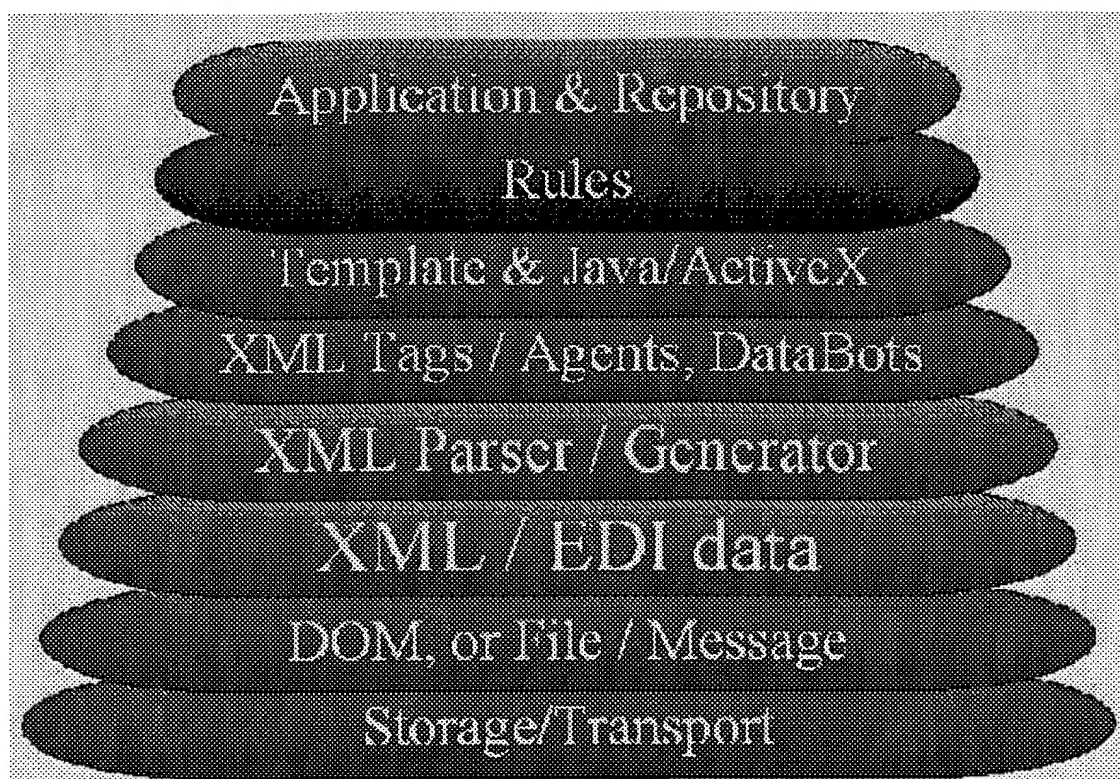 Application & Repository
Rules
Template & Java/ActiveX
XML Tags / Agents, DataBots
XML Parser / Generator
XML / EDI data
DOM, or File / Message
Storage/Transport